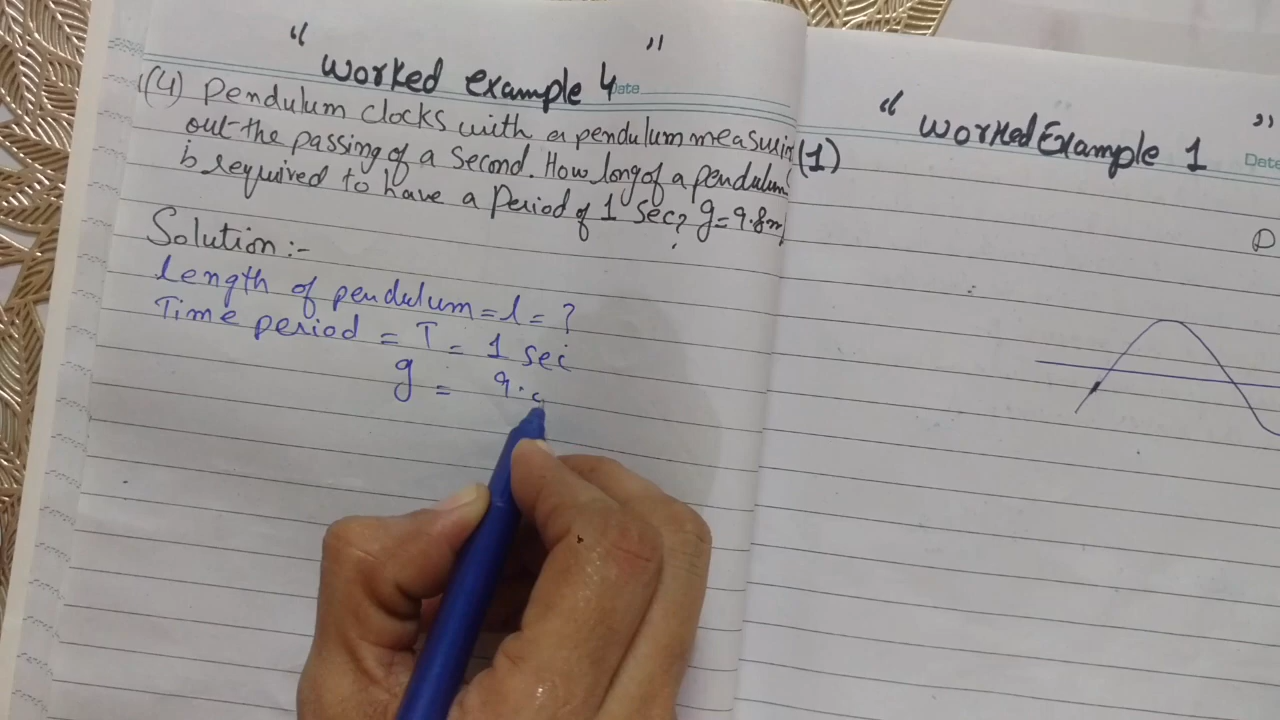 " Worked example 4 "
Date
(4) Pendulum clocks with a pendulum measurin
out the passing of a second. How long of a pendulum
is required to have a Period of 1 sec? g=9.8m
Solution:-
Length of pendulum = l = ?
Time period = T = 1 sec
g = 9.
" Worked Example 1 "
Date
(1)
D